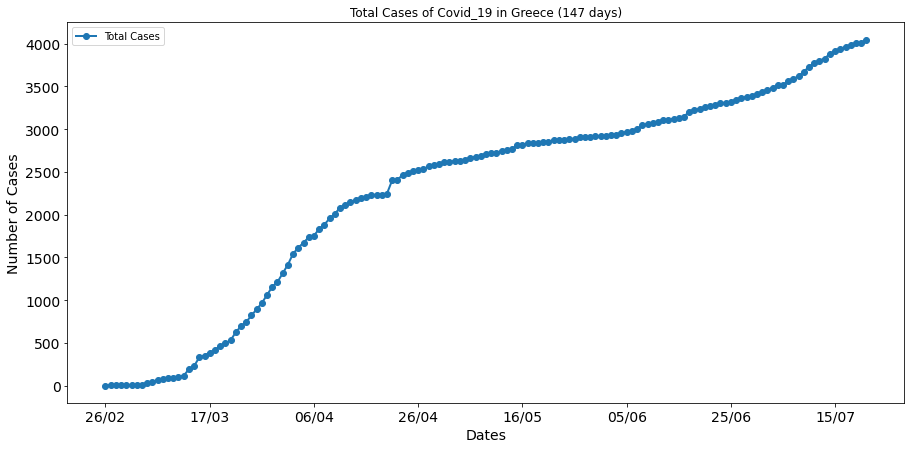 Total Cases of Covid_19 in Greece (147 days)
Total Cases
4000
3500
3000
2500
2000
1500
1000
500
0
Number of Cases
26/02 17/03 06/04 26/04 16/05 05/06 25/06 15/07
Dates